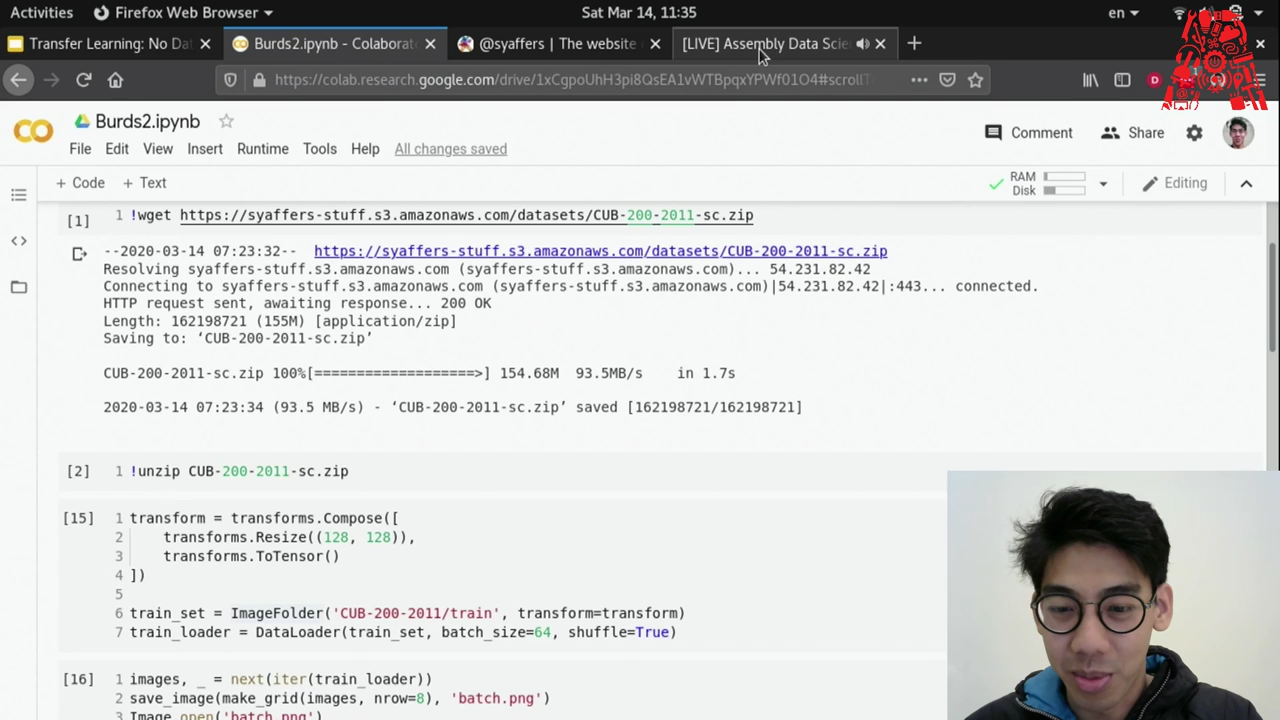 Activities
Firefox Web Browser
Sat Mar 14, 11:35
en
Transfer Learning: No Da
Burds2.ipynb - Colaborat
@syaffers | The website
[LIVE] Assembly Data Scien
https://colab.research.google.com/drive/1xCgpoUhH3pi8QsEA1vWTBpqxYPWf01O4#scrollT
Burds2.ipynb
Comment
Share
File Edit View Insert Runtime Tools Help All changes saved
+ Code + Text
RAM
Disk
Editing
[1] 1 !wget https://syaffers-stuff.s3.amazonaws.com/datasets/CUB-200-2011-sc.zip
--2020-03-14 07:23:32-- https://syaffers-stuff.s3.amazonaws.com/datasets/CUB-200-2011-sc.zip
Resolving syaffers-stuff.s3.amazonaws.com (syaffers-stuff.s3.amazonaws.com)... 54.231.82.42
Connecting to syaffers-stuff.s3.amazonaws.com (syaffers-stuff.s3.amazonaws.com)|54.231.82.42|:443... connected.
HTTP request sent, awaiting response... 200 OK
Length: 162198721 (155M) [application/zip]
Saving to: ‘CUB-200-2011-sc.zip’
CUB-200-2011-sc.zip 100%[===================>] 154.68M 93.5MB/s in 1.7s
2020-03-14 07:23:34 (93.5 MB/s) - ‘CUB-200-2011-sc.zip’ saved [162198721/162198721]
[2] 1 !unzip CUB-200-2011-sc.zip
[15] 1 transform = transforms.Compose([
2 transforms.Resize((128, 128)),
3 transforms.ToTensor()
4 ])
5
6 train_set = ImageFolder('CUB-200-2011/train', transform=transform)
7 train_loader = DataLoader(train_set, batch_size=64, shuffle=True)
[16] 1 images, _ = next(iter(train_loader))
2 save_image(make_grid(images, nrow=8), 'batch.png')
3 Image.open('batch.png')